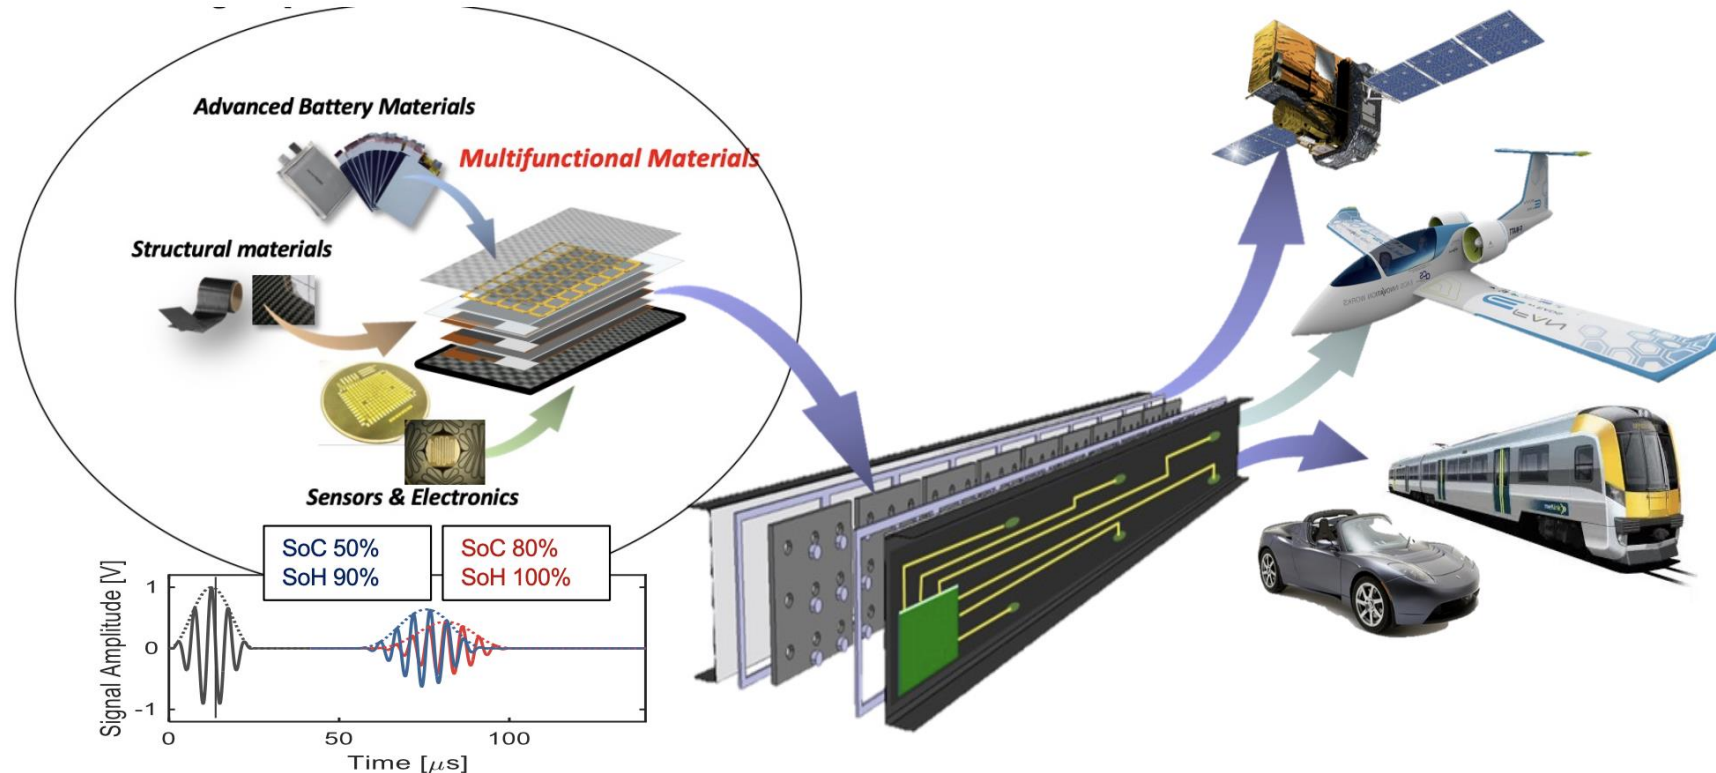 Advanced Battery Materials
Multifunctional Materials
Structural materials
Sensors & Electronics
SoC 50%
SoH 90%
SoC 80%
SoH 100%
Signal Amplitude [V]
1
0
-1
0
50
100
Time [μs]